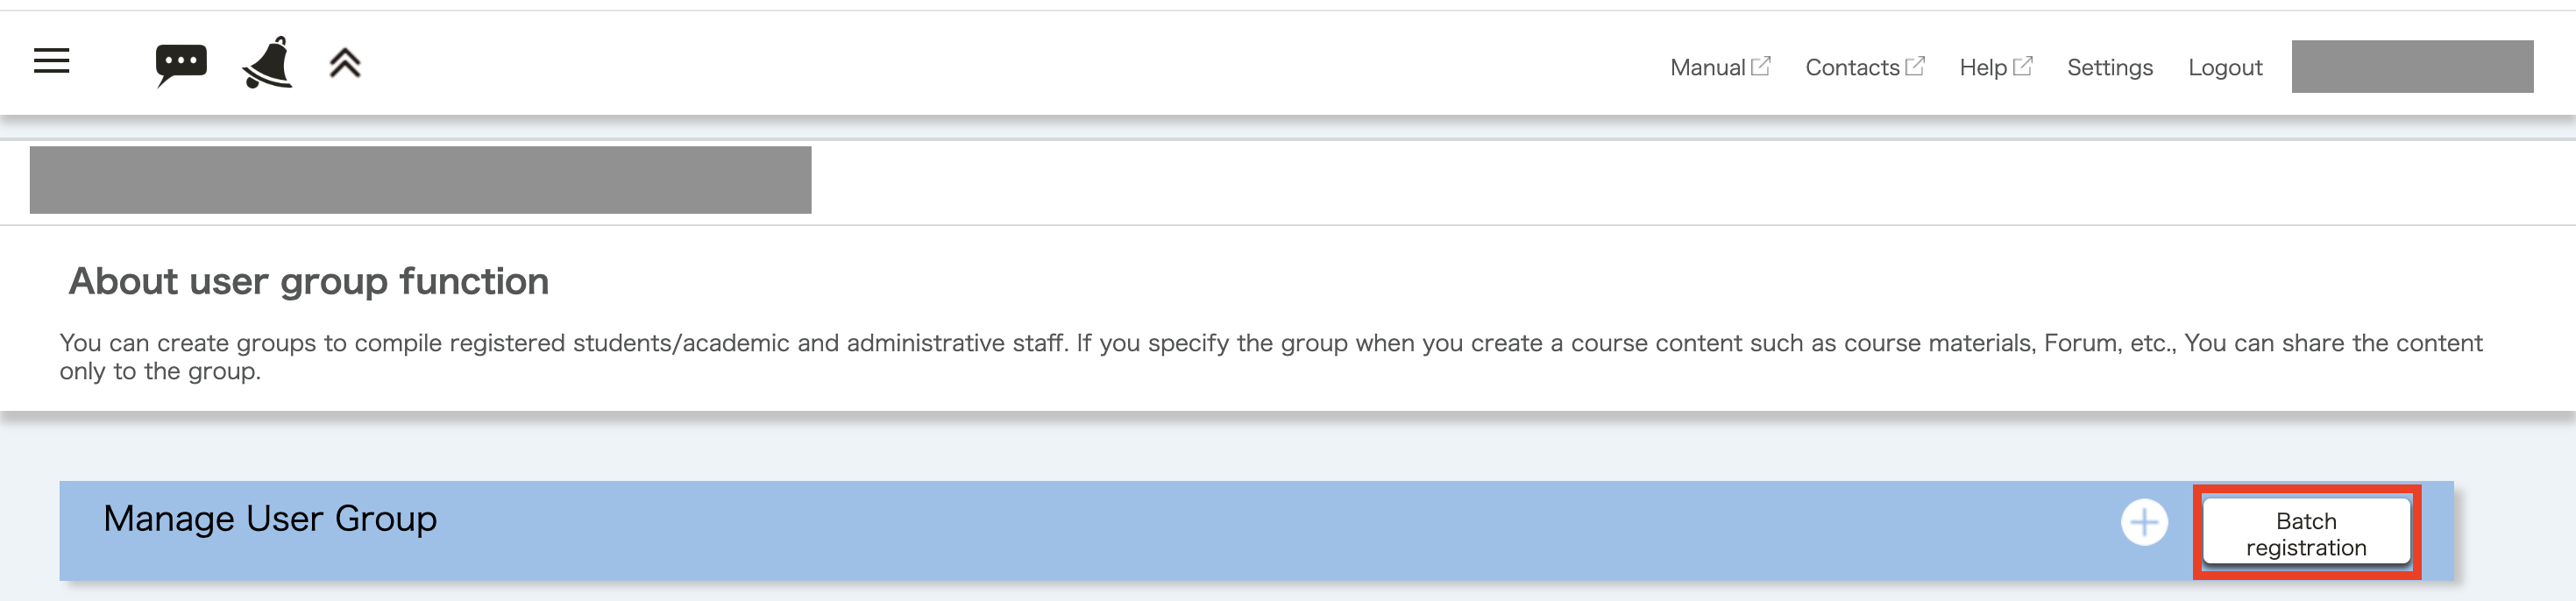 Manual Contacts Help Settings Logout
About user group function
You can create groups to compile registered students/academic and administrative staff. If you specify the group when you create a course content such as course materials, Forum, etc., You can share the content
only to the group.
Manage User Group
Batch
registration